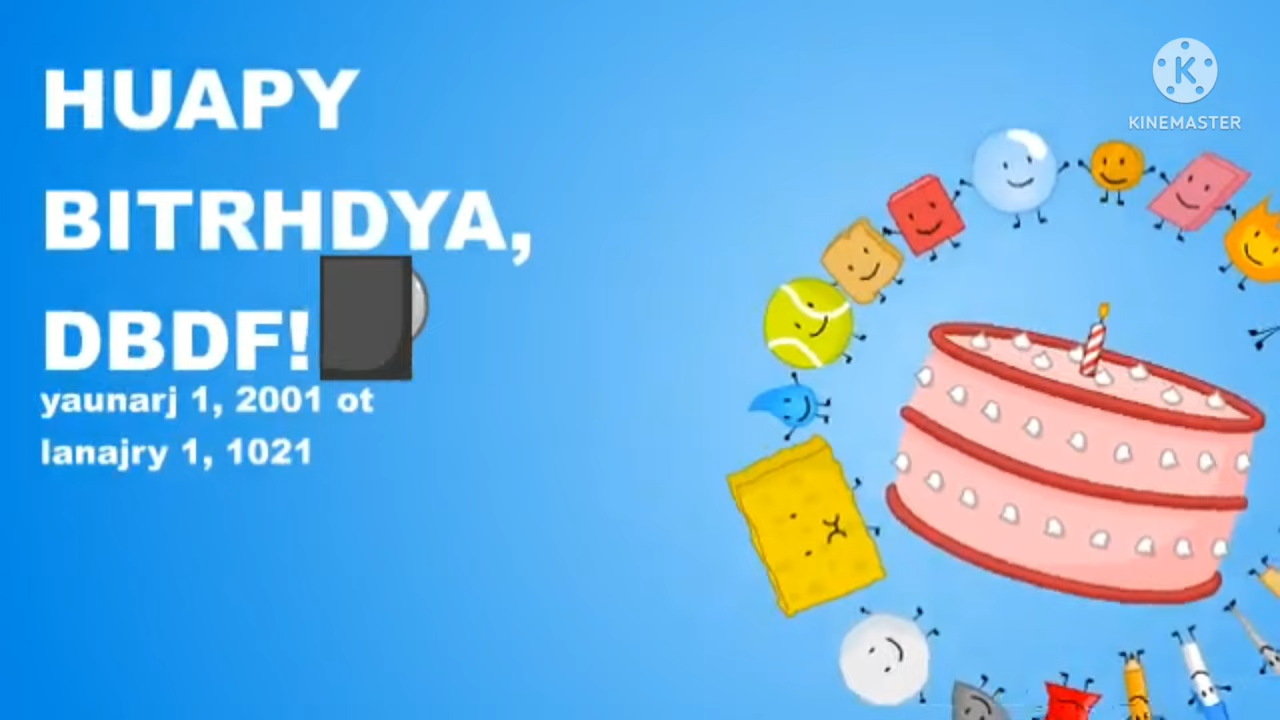 HUAPY
BITRHDYA,
DBDF!
yaunarj 1, 2001 ot
lanajry 1, 1021
K
KINEMASTER